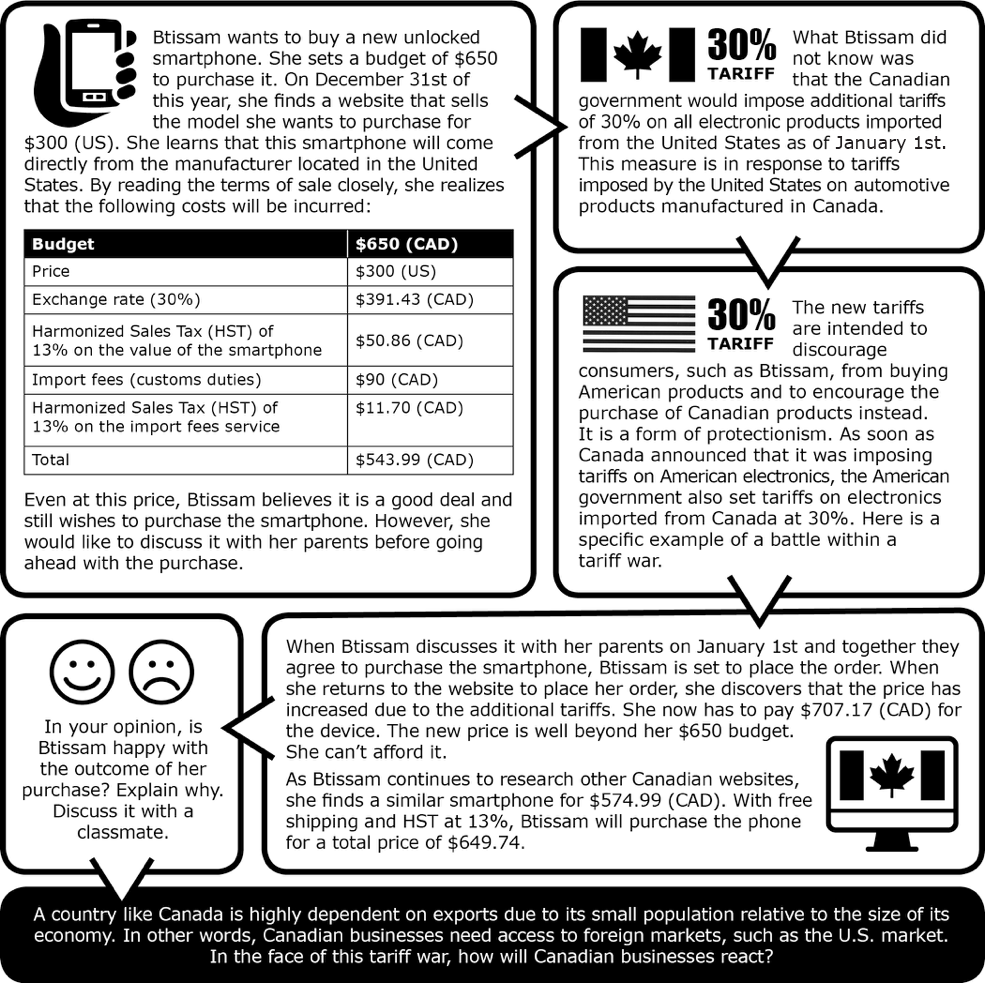 Btissam wants to buy a new unlocked
smartphone. She sets a budget of $650
to purchase it. On December 31st of
this year, she finds a website that sells
the model she wants to purchase for
$300 (US). She learns that this smartphone will come
directly from the manufacturer located in the United
States. By reading the terms of sale closely, she realizes
that the following costs will be incurred:
Budget $650 (CAD)
Price $300 (US)
Exchange rate (30%) $391.43 (CAD)
Harmonized Sales Tax (HST) of
13% on the value of the smartphone $50.86 (CAD)
Import fees (customs duties) $90 (CAD)
Harmonized Sales Tax (HST) of $11.70 (CAD)
13% on the import fees service
Total $543.99 (CAD)
Even at this price, Btissam believes it is a good deal and
still wishes to purchase the smartphone. However, she
would like to discuss it with her parents before going
ahead with the purchase.
30%
TARIFF
What Btissam did
not know was
that the Canadian
government would impose additional tariffs
of 30% on all electronic products imported
from the United States as of January 1st.
This measure is in response to tariffs
imposed by the United States on automotive
products manufactured in Canada.
30%
TARIFF
The new tariffs
are intended to
discourage
consumers, such as Btissam, from buying
American products and to encourage the
purchase of Canadian products instead.
It is a form of protectionism. As soon as
Canada announced that it was imposing
tariffs on American electronics, the American
government also set tariffs on electronics
imported from Canada at 30%. Here is a
specific example of a battle within a
tariff war.
When Btissam discusses it with her parents on January 1st and together they
agree to purchase the smartphone, Btissam is set to place the order. When
she returns to the website to place her order, she discovers that the price has
increased due to the additional tariffs. She now has to pay $707.17 (CAD) for
the device. The new price is well beyond her $650 budget.
She can't afford it.
As Btissam continues to research other Canadian websites,
she finds a similar smartphone for $574.99 (CAD). With free
shipping and HST at 13%, Btissam will purchase the phone
for a total price of $649.74.
In your opinion, is
Btissam happy with
the outcome of her
purchase? Explain why.
Discuss it with a
classmate.
A country like Canada is highly dependent on exports due to its small population relative to the size of its
economy. In other words, Canadian businesses need access to foreign markets, such as the U.S. market.
In the face of this tariff war, how will Canadian businesses react?